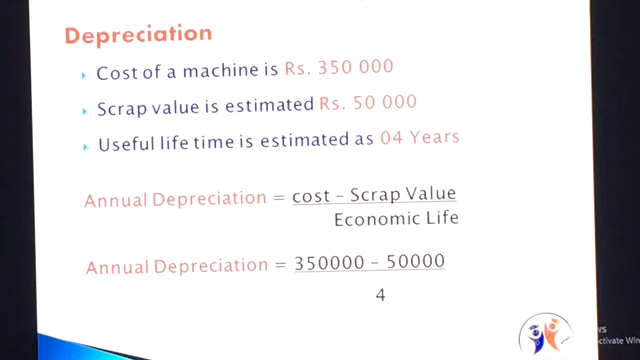 Depreciation
Cost of a machine is Rs. 350 000
Scrap value is estimated Rs. 50 000
Useful life time is estimated as 04 Years
Annual Depreciation = cost – Scrap Value
Economic Life
Annual Depreciation = 350000 – 50000
4